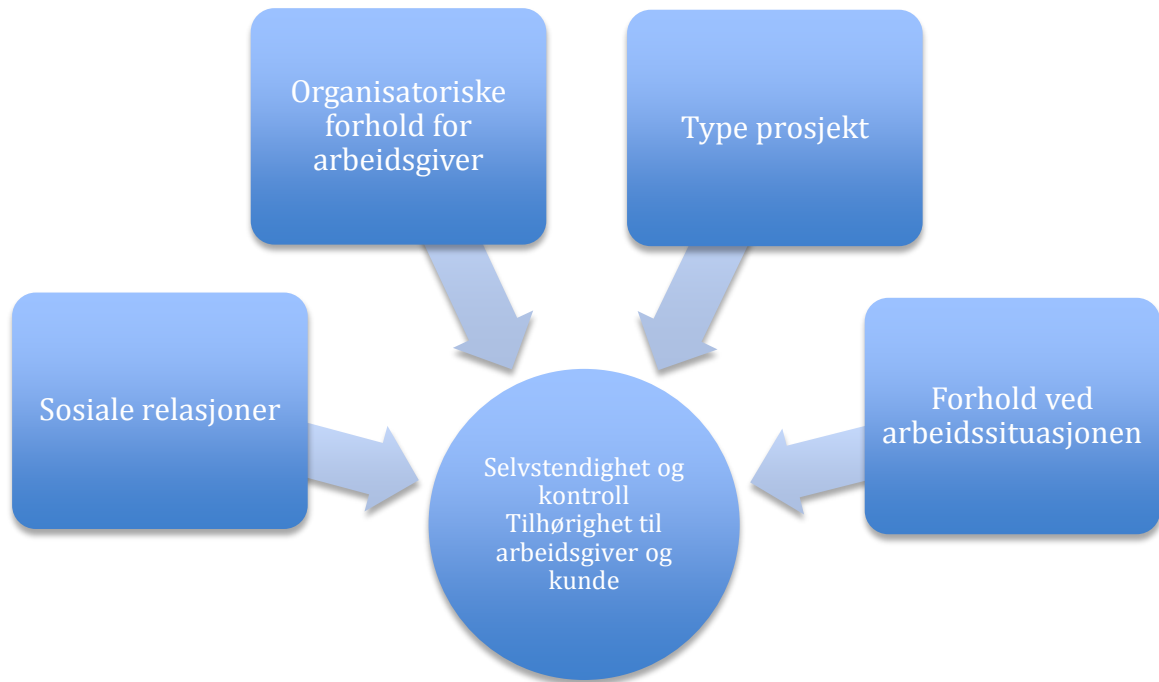 Organisatoriske
forhold for
arbeidsgiver
Type prosjekt
Sosiale relasjoner
Forhold ved
arbeidssituasjonen
Selvstendighet og
kontroll
Tilhørighet til
arbeidsgiver og
kunde